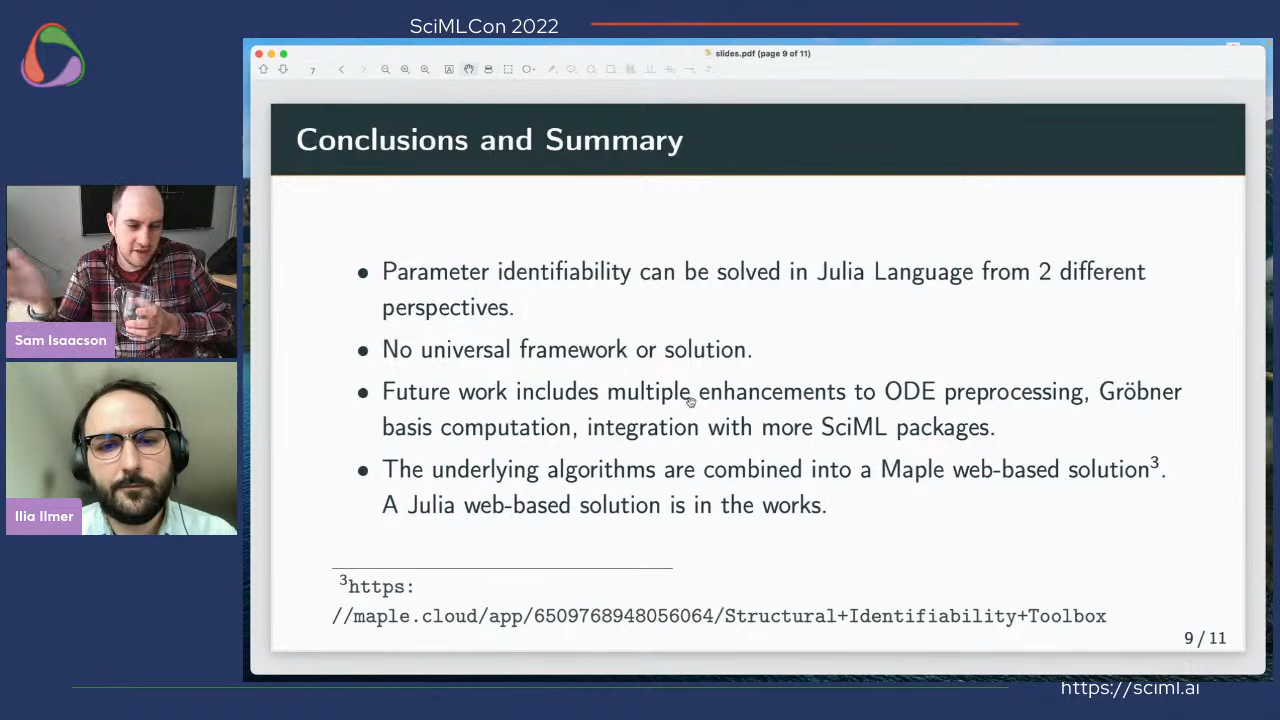 SciMLCon 2022
slides.pdf (page 9 of 11)
7
Conclusions and Summary
Sam Isaacson
Ilia Ilmer
• Parameter identifiability can be solved in Julia Language from 2 different
perspectives.
• No universal framework or solution.
• Future work includes multiple enhancements to ODE preprocessing, Gröbner
basis computation, integration with more SciML packages.
• The underlying algorithms are combined into a Maple web-based solution³.
A Julia web-based solution is in the works.
³https:
//maple.cloud/app/6509768948056064/Structural+Identifiability+Toolbox
9 / 11
https://sciml.ai